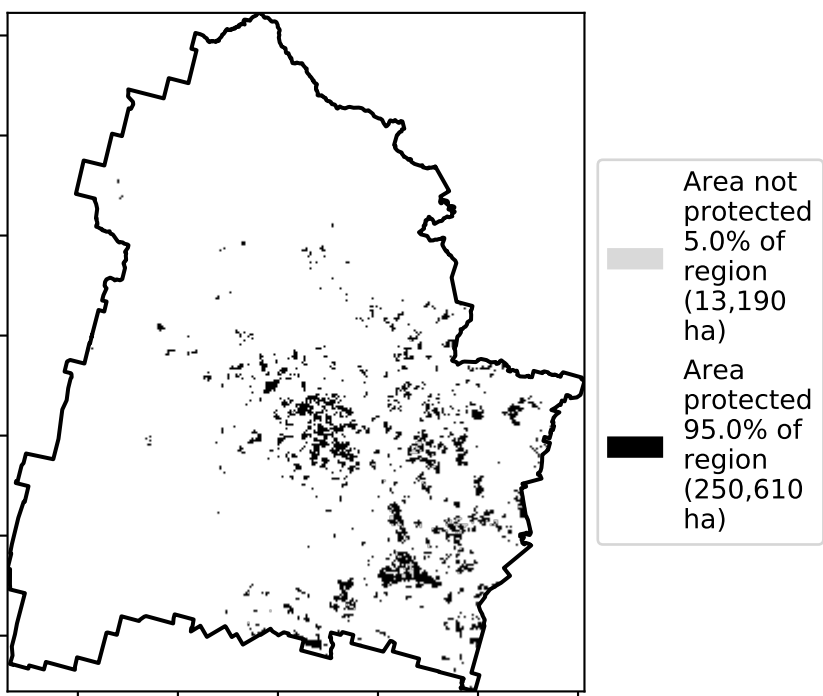 Area not
protected
5.0% of
region
(13,190
ha)
Area
protected
95.0% of
region
(250,610
ha)